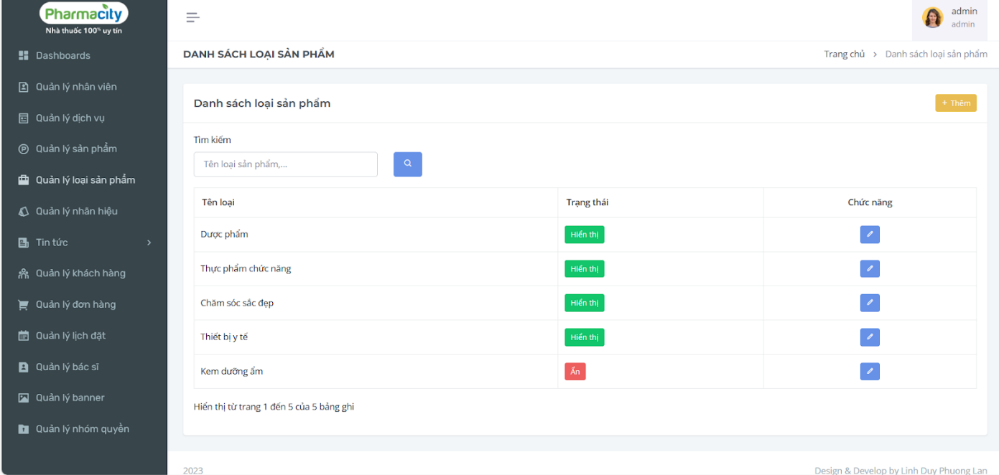 Pharmacity
Nhà thuốc 100% uy tín
admin
admin
Dashboards
Quản lý nhân viên
Quản lý dịch vụ
Quản lý sản phẩm
Quản lý loại sản phẩm
Quản lý nhãn hiệu
Tin tức
Quản lý khách hàng
Quản lý đơn hàng
Quản lý lịch đặt
Quản lý bác sĩ
Quản lý banner
Quản lý nhóm quyền
DANH SÁCH LOẠI SẢN PHẨM
Trang chủ > Danh sách loại sản phẩm
Danh sách loại sản phẩm
+ Thêm
Tìm kiếm
Tên loại sản phẩm,...
Tên loại Trạng thái Chức năng
Dược phẩm Hiển thị
Thực phẩm chức năng Hiển thị
Chăm sóc sắc đẹp Hiển thị
Thiết bị y tế Hiển thị
Kem dưỡng ẩm Ẩn
Hiển thị từ trang 1 đến 5 của 5 bảng ghi
2023
Design & Develop by Linh Duy Phuong Lan